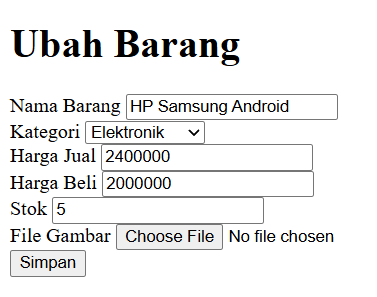 Ubah Barang
Nama Barang HP Samsung Android
Kategori Elektronik
Harga Jual 2400000
Harga Beli 2000000
Stok 5
File Gambar Choose File No file chosen
Simpan